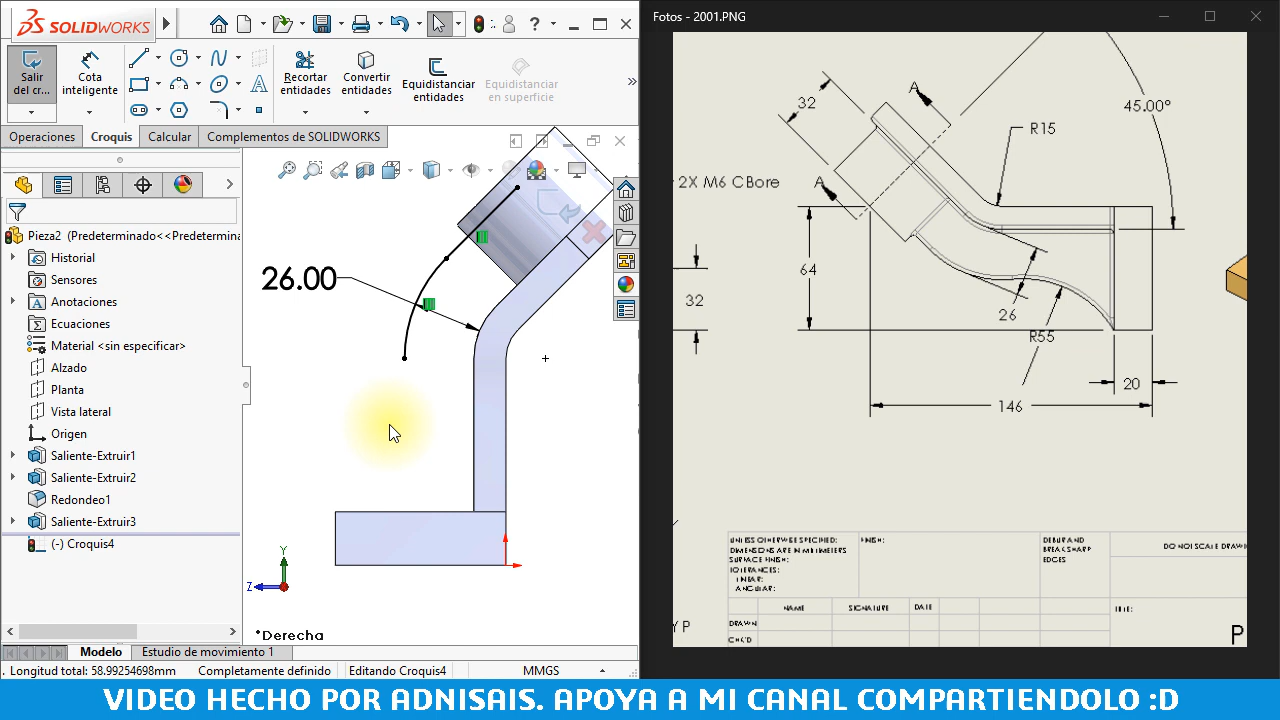 SOLIDWORKS
Fotos - 2001.PNG
Salir
del cr...
Cota
inteligente
Recortar
entidades
Convertir
entidades
Equidistanciar
entidades
Equidistanciar
en superficie
Operaciones
Croquis
Calcular
Complementos de SOLIDWORKS
Pieza2 (Predeterminado<<Predetermina
Historial
Sensores
Anotaciones
Ecuaciones
Material <sin especificar>
Alzado
Planta
Vista lateral
Origen
Saliente-Extruir1
Saliente-Extruir2
Redondeo1
Saliente-Extruir3
(-) Croquis4
26.00
Y
Z
*Derecha
Modelo
Estudio de movimiento 1
Longitud total: 58.99254698mm
Completamente definido
Editando Croquis4
MMGS
32
A
45.00°
R15
2X M6 CBore
A
64
32
26
R55
20
146
UNLESS OTHERWISE SPECIFIED:
DIMENSIONS ARE IN MILLIMETERS
SURFACE FINISH:
TOLERANCES:
LINEAR:
ANGULAR:
FINISH:
DEBUR AND
BREAK SHARP
EDGES
DO NOT SCALE DRAWI
NAME
SIGNATURE
DATE
TITLE:
DRAWN
CHK'D
Y P
P
VIDEO HECHO POR ADNISAIS. APOYA A MI CANAL COMPARTIENDOLO :D